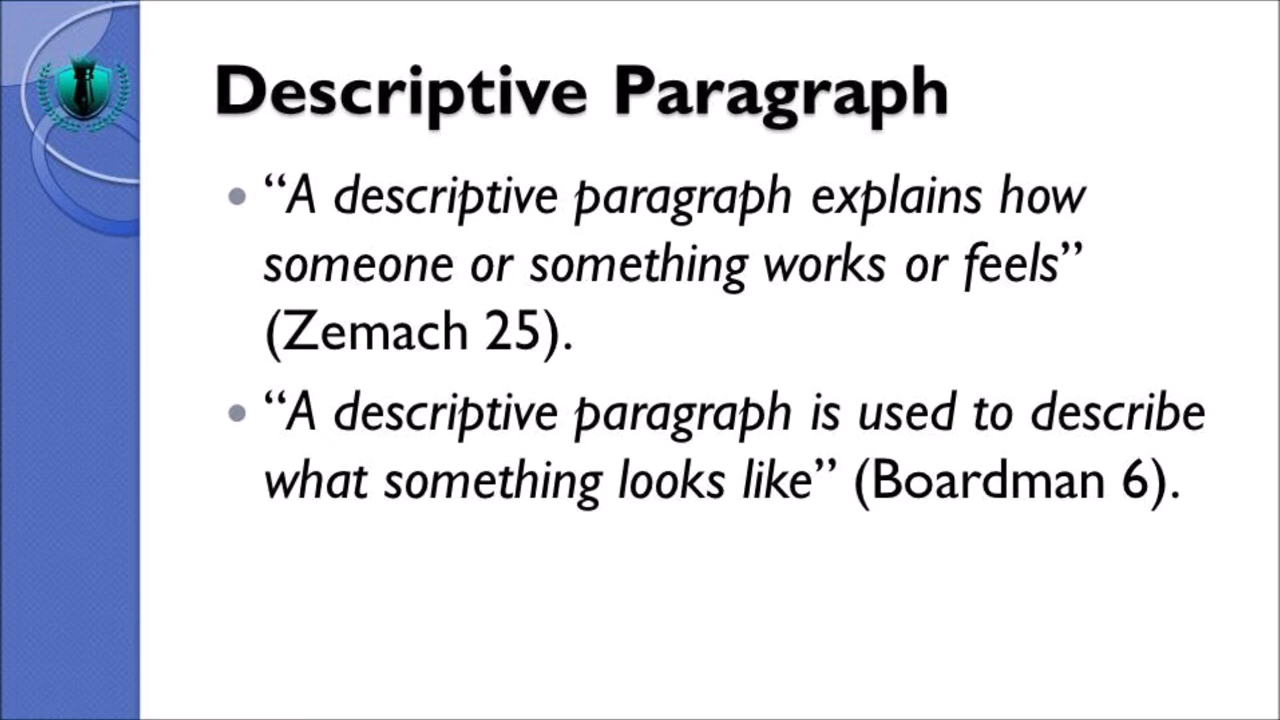 Descriptive Paragraph
• “A descriptive paragraph explains how
someone or something works or feels”
(Zemach 25).
• “A descriptive paragraph is used to describe
what something looks like” (Boardman 6).